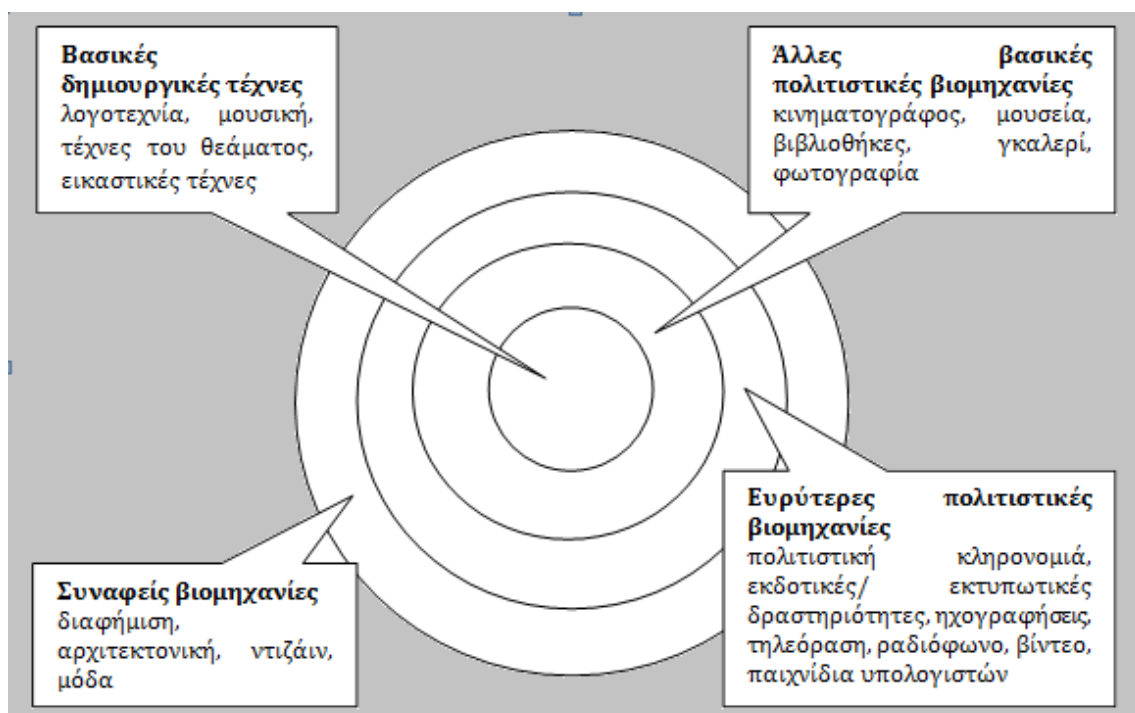 Βασικές
δημιουργικές τέχνες
λογοτεχνία, μουσική,
τέχνες του θεάματος,
εικαστικές τέχνες
Άλλες βασικές
πολιτιστικές βιομηχανίες
κινηματογράφος, μουσεία,
βιβλιοθήκες, γκαλερί,
φωτογραφία
Συναφείς βιομηχανίες
διαφήμιση,
αρχιτεκτονική, ντιζάιν,
μόδα
Ευρύτερες πολιτιστικές
βιομηχανίες
πολιτιστική κληρονομιά,
εκδοτικές/ εκτυπωτικές
δραστηριότητες, ηχογραφήσεις,
τηλεόραση, ραδιόφωνο, βίντεο,
παιχνίδια υπολογιστών